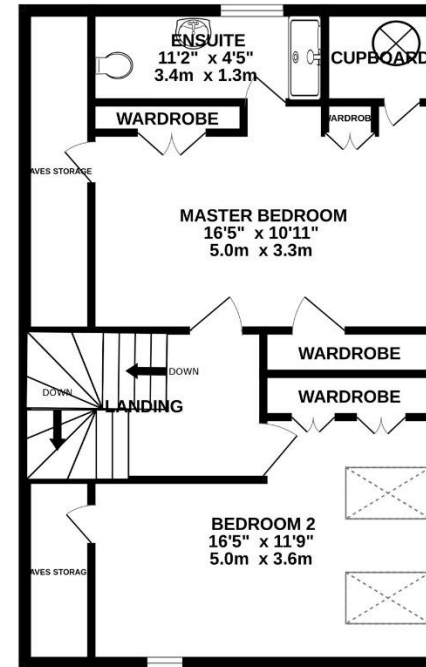 ENSUITE
11'2" x 4'5"
3.4m x 1.3m
CUPBOARD
WARDROBE
WARDROBE
AVES STORAGE
MASTER BEDROOM
16'5" x 10'11"
5.0m x 3.3m
WARDROBE
DOWN
DOWN
LANDING
WARDROBE
BEDROOM 2
16'5" x 11'9"
5.0m x 3.6m
AVES STORAGE